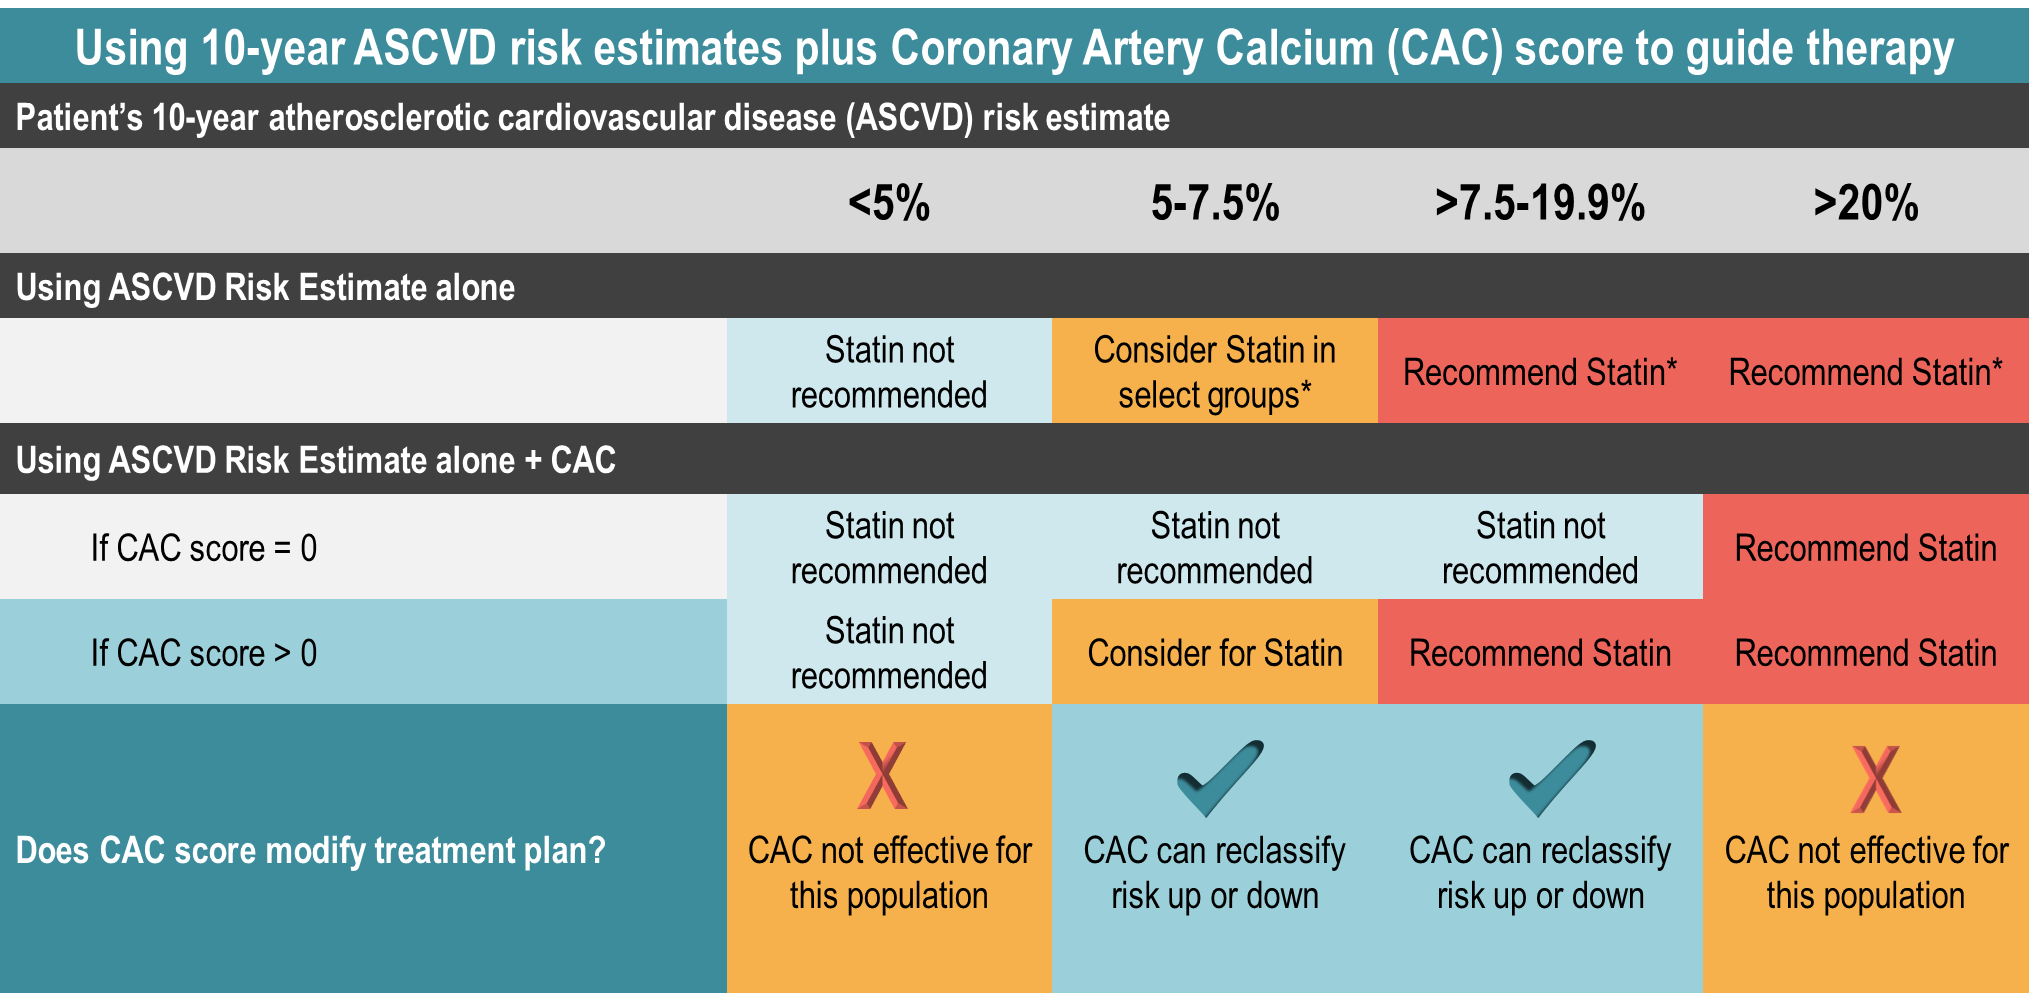 Using 10-year ASCVD risk estimates plus Coronary Artery Calcium (CAC) score to guide therapy
Patient's 10-year atherosclerotic cardiovascular disease (ASCVD) risk estimate
<5% 5-7.5% >7.5-19.9% >20%
Using ASCVD Risk Estimate alone
Statin not
recommended
Consider Statin in
select groups*
Recommend Statin*
Recommend Statin*
Using ASCVD Risk Estimate alone + CAC
If CAC score = 0
Statin not
recommended
Statin not
recommended
Statin not
recommended
Recommend Statin
If CAC score > 0
Statin not
recommended
Consider for Statin
Recommend Statin
Recommend Statin
Does CAC score modify treatment plan?
X
CAC not effective for
this population
CAC can reclassify
risk up or down
CAC can reclassify
risk up or down
X
CAC not effective for
this population